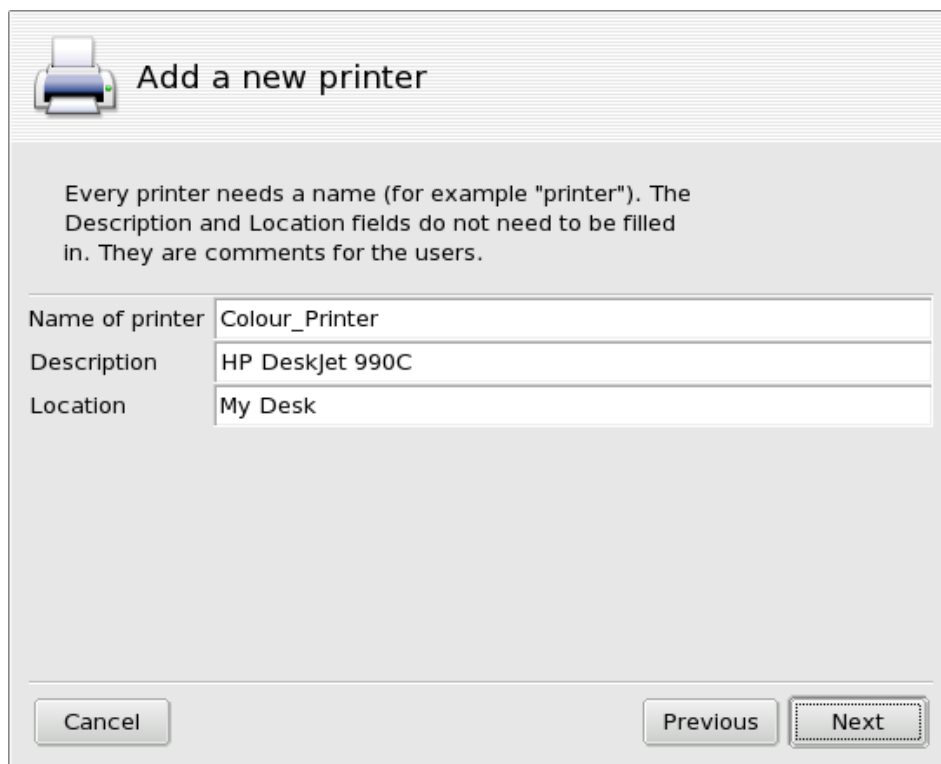 Add a new printer
Every printer needs a name (for example "printer"). The
Description and Location fields do not need to be filled
in. They are comments for the users.
Name of printer Colour_Printer
Description HP DeskJet 990C
Location My Desk
Cancel Previous Next